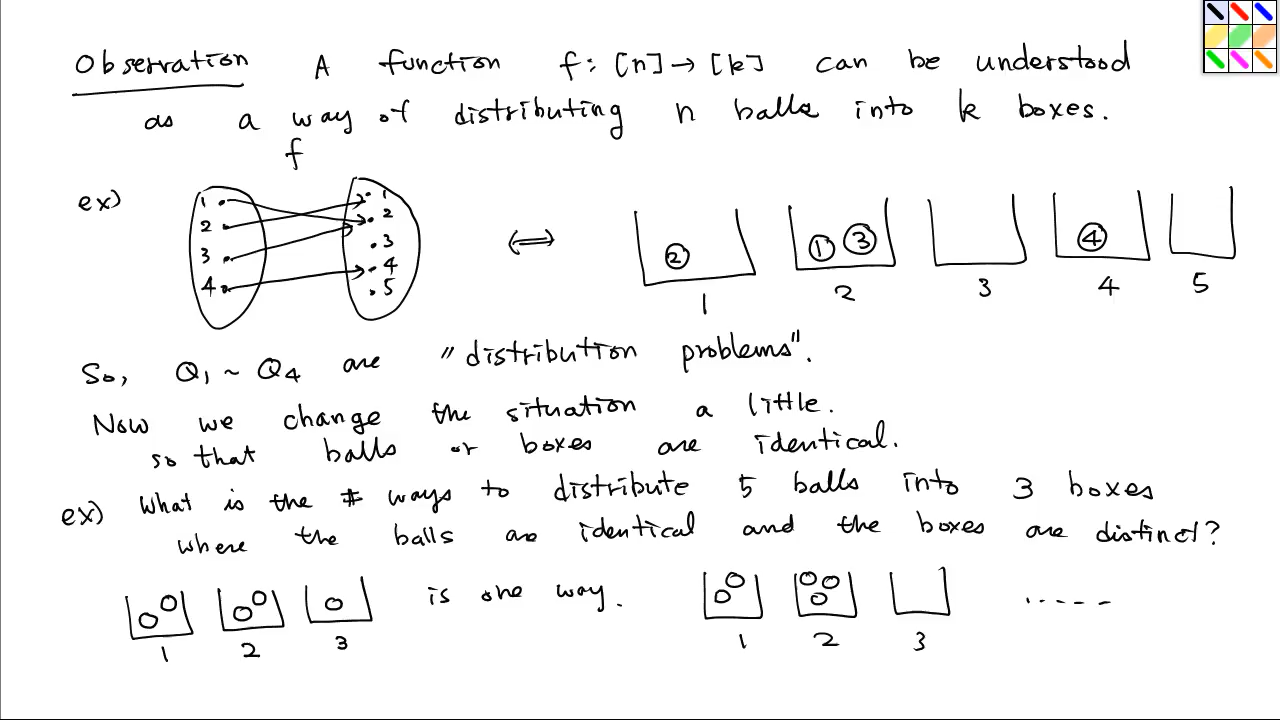 Observation A function f: [n] → [k] can be understood
as a way of distributing n balls into k boxes.
f
ex)
1 2 3 4
1 2 3 4 5
⇔
② ① ③ ④
1 2 3 4 5
So, Q1 ~ Q4 are "distribution problems".
Now we change the situation a little.
so that balls or boxes are identical.
ex) What is the # ways to distribute 5 balls into 3 boxes
where the balls are identical and the boxes are distinct?
is one way. .....
1 2 3 1 2 3